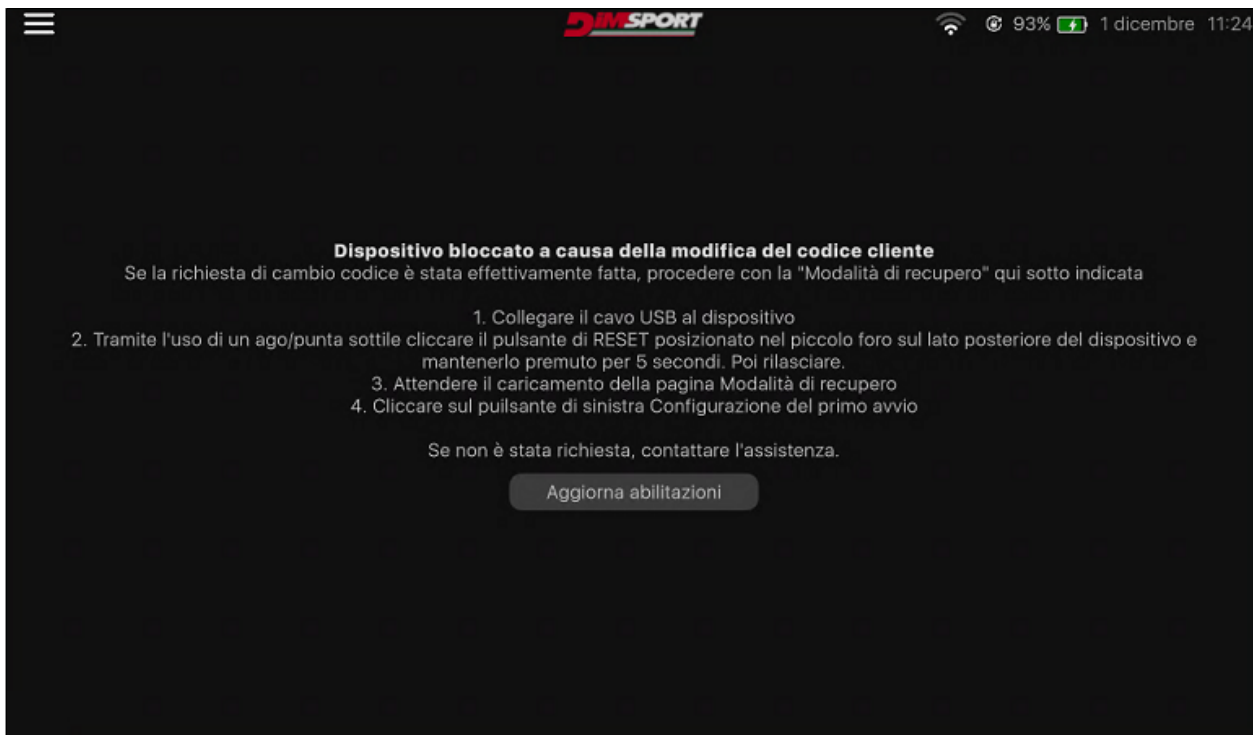 DIMSPORT
93% 1 dicembre 11:24
Dispositivo bloccato a causa della modifica del codice cliente
Se la richiesta di cambio codice è stata effettivamente fatta, procedere con la "Modalità di recupero" qui sotto indicata
1. Collegare il cavo USB al dispositivo
2. Tramite l'uso di un ago/punta sottile cliccare il pulsante di RESET posizionato nel piccolo foro sul lato posteriore del dispositivo e
mantenerlo premuto per 5 secondi. Poi rilasciare.
3. Attendere il caricamento della pagina Modalità di recupero
4. Cliccare sul puilsante di sinistra Configurazione del primo avvio
Se non è stata richiesta, contattare l'assistenza.
Aggiorna abilitazioni